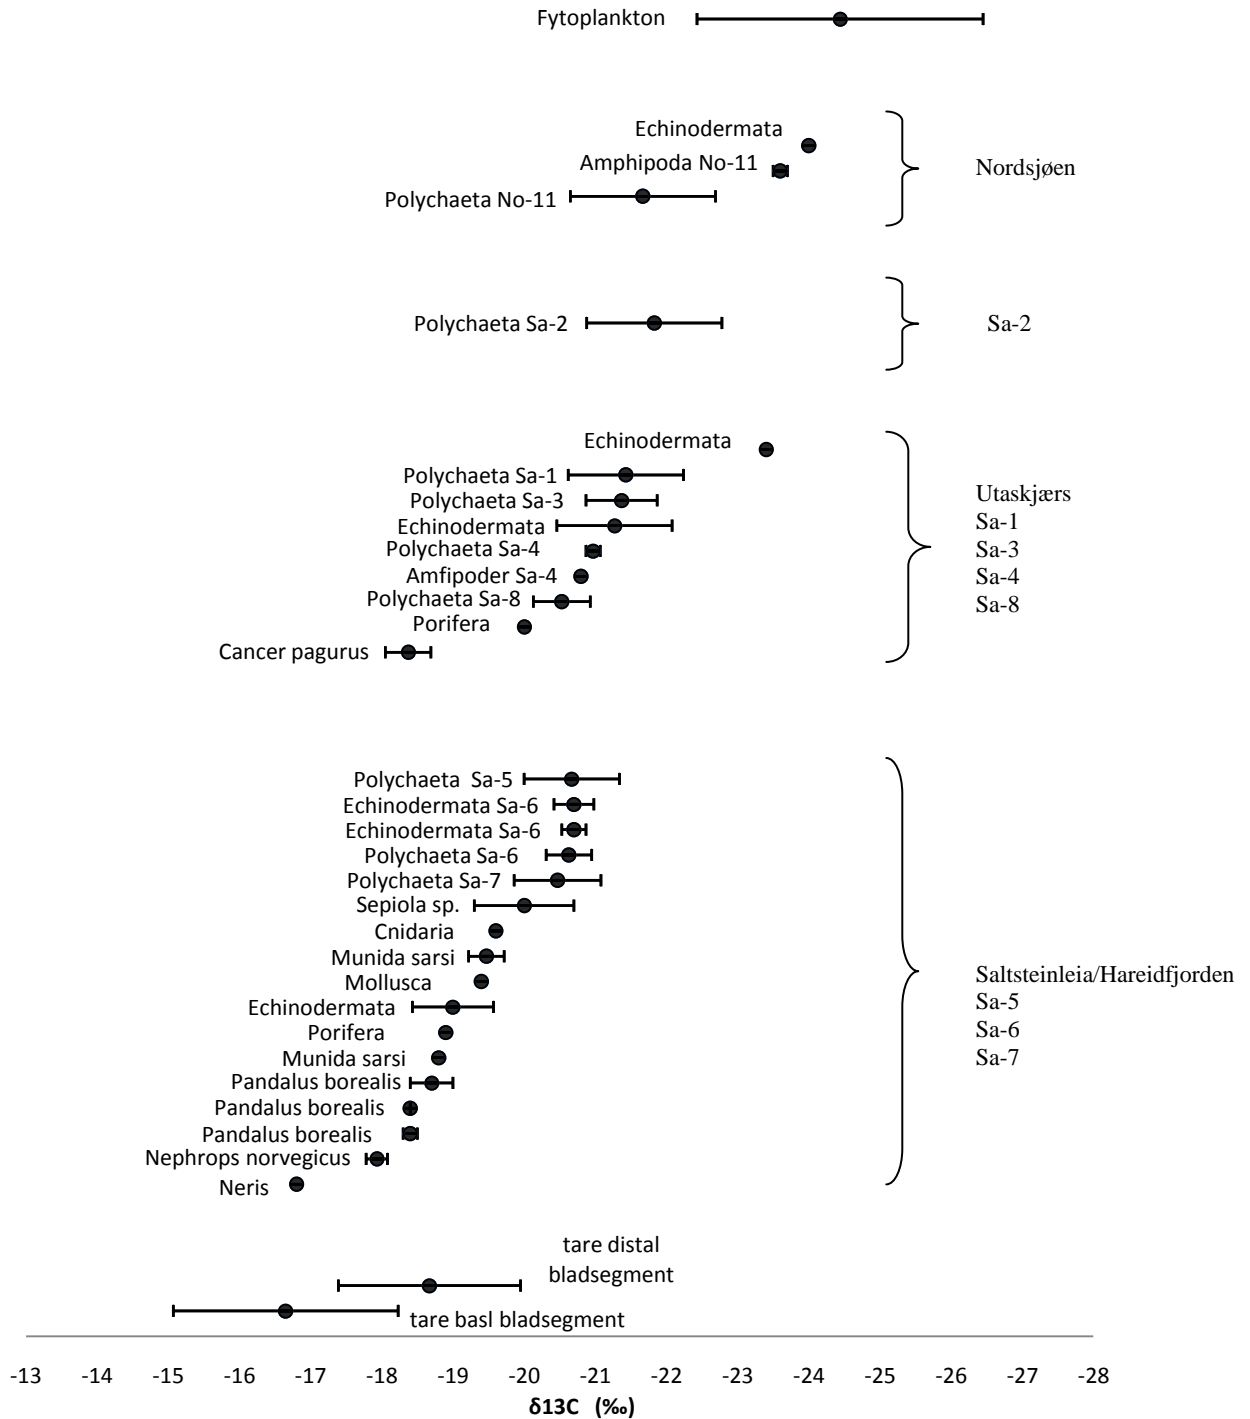 Fytoplankton
Echinodermata
Amphipoda No-11
Polychaeta No-11
Nordsjøen
Polychaeta Sa-2
Sa-2
Echinodermata
Polychaeta Sa-1
Polychaeta Sa-3
Echinodermata
Polychaeta Sa-4
Amfipoder Sa-4
Polychaeta Sa-8
Porifera
Cancer pagurus
Utaskjærs
Sa-1
Sa-3
Sa-4
Sa-8
Polychaeta Sa-5
Echinodermata Sa-6
Echinodermata Sa-6
Polychaeta Sa-6
Polychaeta Sa-7
Sepiola sp.
Cnidaria
Munida sarsi
Mollusca
Echinodermata
Porifera
Munida sarsi
Pandalus borealis
Pandalus borealis
Pandalus borealis
Nephrops norvegicus
Neris
Saltsteinleia/Hareidfjorden
Sa-5
Sa-6
Sa-7
tare distal
bladsegment
tare basl bladsegment
-13 -14 -15 -16 -17 -18 -19 -20 -21 -22 -23 -24 -25 -26 -27 -28
δ13C (‰)